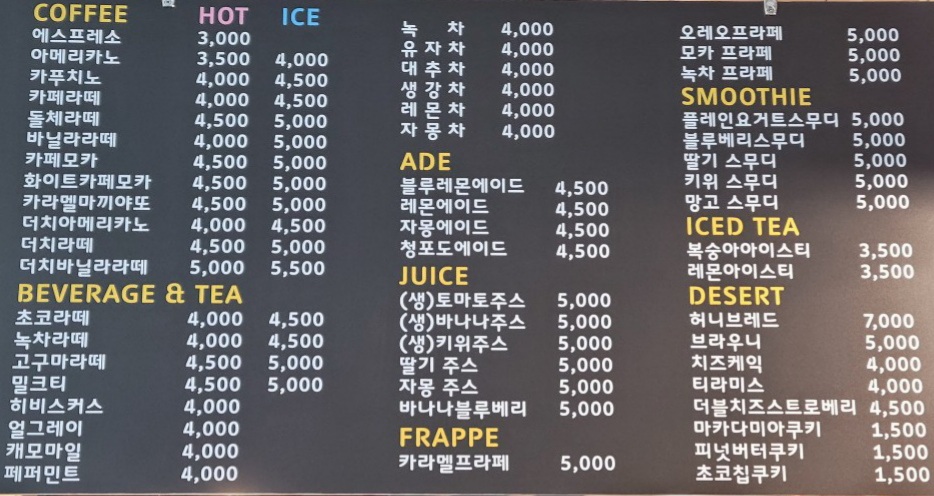 COFFEE HOT ICE
에스프레소 3,000
아메리카노 3,500 4,000
카푸치노 4,000 4,500
카페라떼 4,000 4,500
돌체라떼 4,500 5,000
바닐라라떼 4,000 5,000
카페모카 4,500 5,000
화이트카페모카 4,500 5,000
카라멜마끼야또 4,500 5,000
더치아메리카노 4,000 4,500
더치라떼 4,500 5,000
더치바닐라라떼 5,000 5,500
BEVERAGE & TEA
초코라떼 4,000 4,500
녹차라떼 4,000 4,500
고구마라떼 4,500 5,000
밀크티 4,500 5,000
히비스커스 4,000
얼그레이 4,000
캐모마일 4,000
페퍼민트 4,000
녹 차 4,000
유 자 차 4,000
대 추 차 4,000
생 강 차 4,000
레 몬 차 4,000
자 몽 차 4,000
ADE
블루레몬에이드 4,500
레몬에이드 4,500
자몽에이드 4,500
청포도에이드 4,500
JUICE
(생)토마토주스 5,000
(생)바나나주스 5,000
(생)키위주스 5,000
딸기 주스 5,000
자몽 주스 5,000
바나나블루베리 5,000
FRAPPE
카라멜프라페 5,000
오레오프라페 5,000
모카 프라페 5,000
녹차 프라페 5,000
SMOOTHIE
플레인요거트스무디 5,000
블루베리스무디 5,000
딸기 스무디 5,000
키위 스무디 5,000
망고 스무디 5,000
ICED TEA
복숭아아이스티 3,500
레몬아이스티 3,500
DESERT
허니브레드 7,000
브라우니 5,000
치즈케익 4,000
티라미스 4,000
더블치즈스트로베리 4,500
마카다미아쿠키 1,500
피넛버터쿠키 1,500
초코칩쿠키 1,500